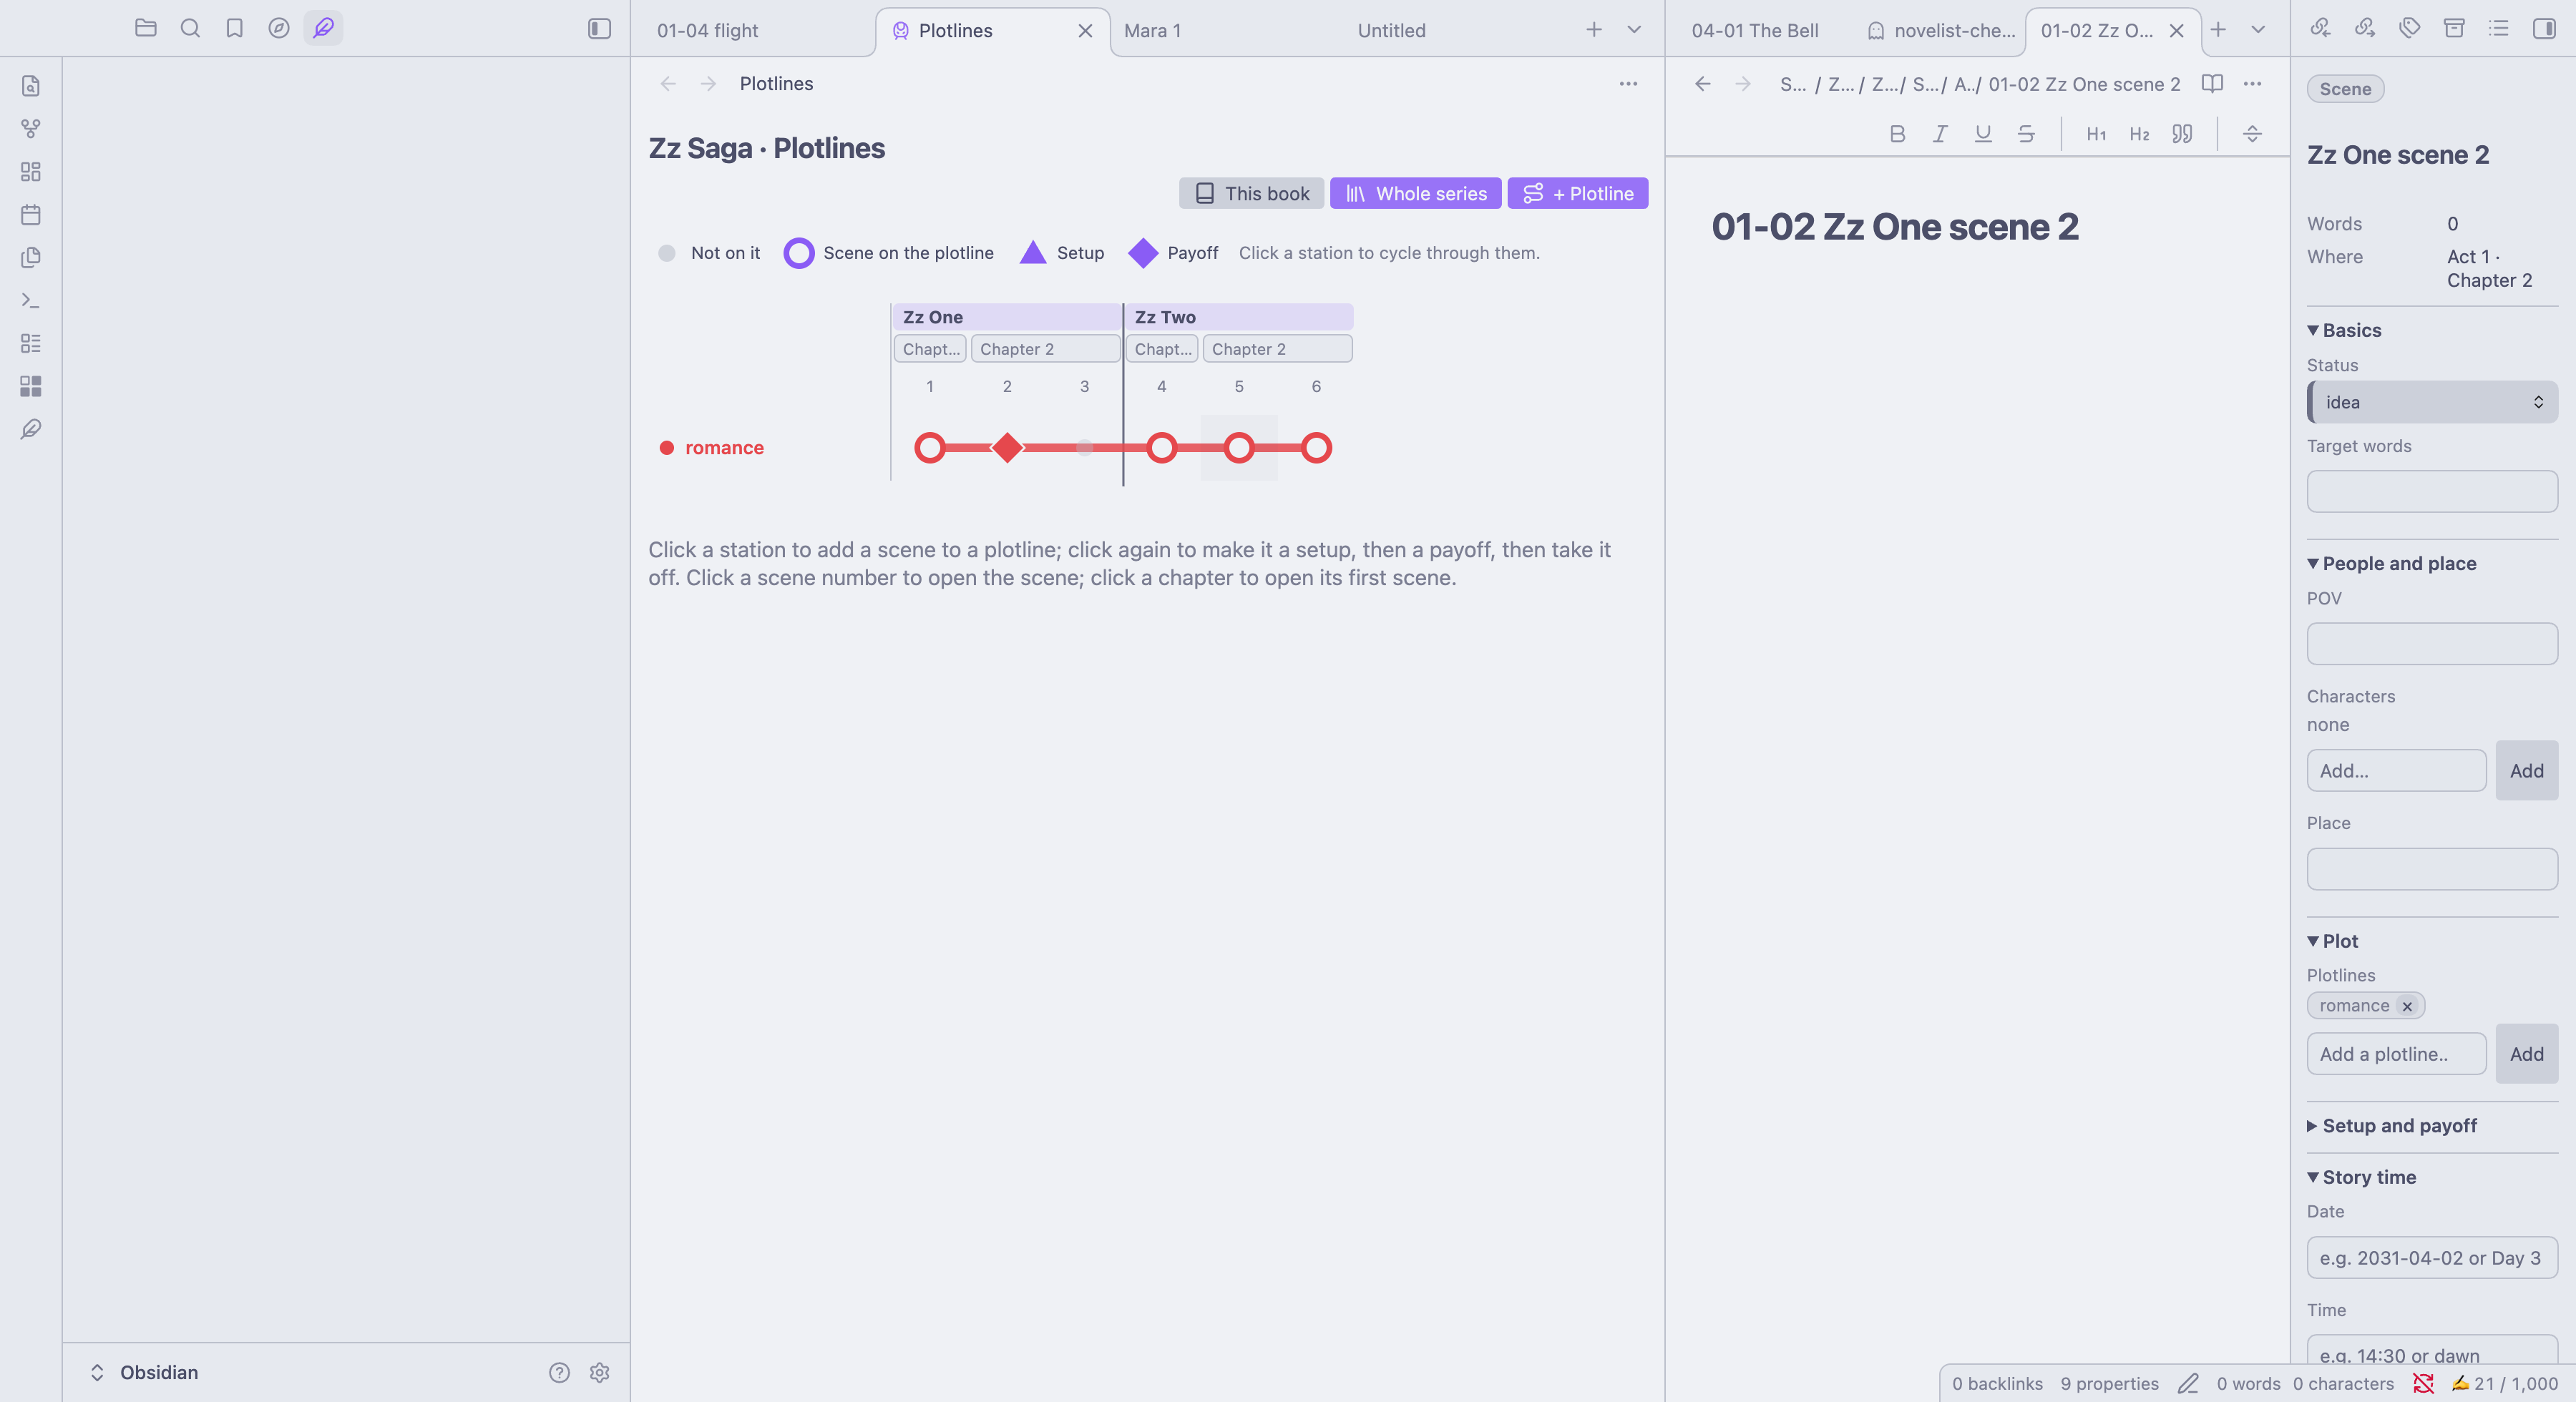 01-04 flight
Plotlines
Mara 1
Untitled
04-01 The Bell
novelist-che...
01-02 Zz O...
Plotlines
S... / Z... / Z.../ S.../ A../ 01-02 Zz One scene 2
B I U S H1 H2
Zz Saga · Plotlines
This book
Whole series
+ Plotline
Not on it
Scene on the plotline
Setup
Payoff
Click a station to cycle through them.
Zz One
Zz Two
Chapt...
Chapter 2
Chapt...
Chapter 2
1 2 3 4 5 6
romance
Click a station to add a scene to a plotline; click again to make it a setup, then a payoff, then take it
off. Click a scene number to open the scene; click a chapter to open its first scene.
01-02 Zz One scene 2
Scene
Zz One scene 2
Words 0
Where Act 1 ·
Chapter 2
Basics
Status
idea
Target words
People and place
POV
Characters
none
Add...
Add
Place
Plot
Plotlines
romance
Add a plotline..
Add
Setup and payoff
Story time
Date
e.g. 2031-04-02 or Day 3
Time
e.g. 14:30 or dawn
Obsidian
0 backlinks 9 properties 0 words 0 characters ✍️ 21 / 1,000